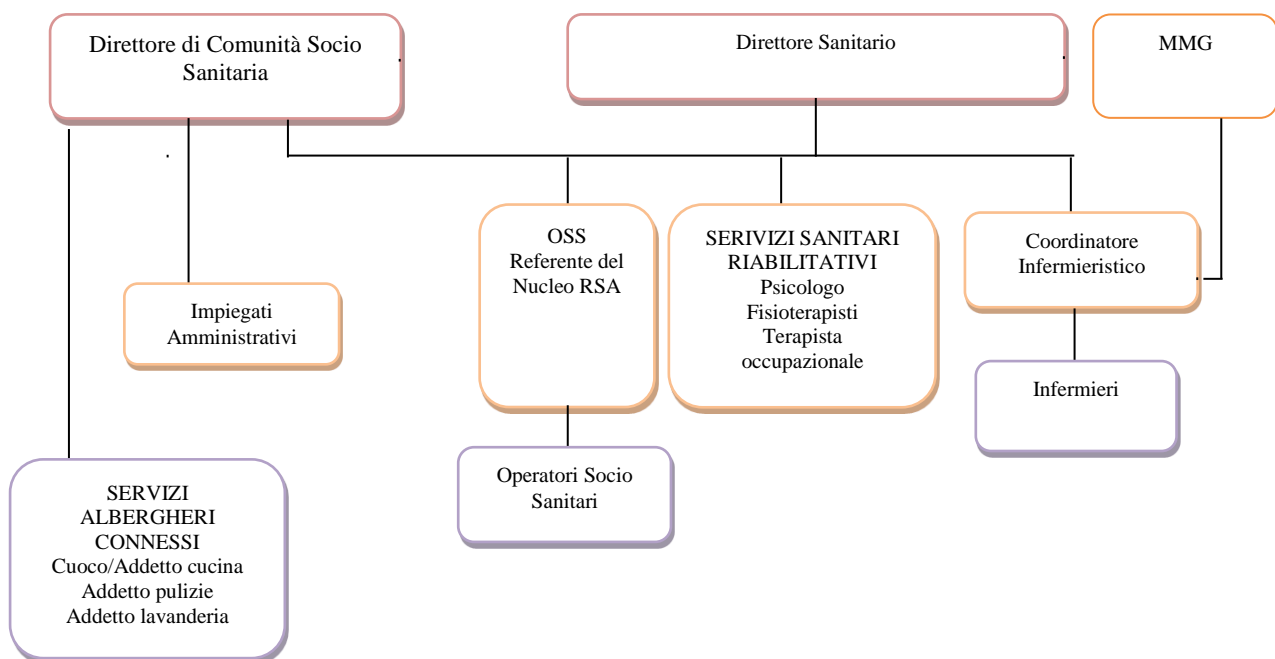 Direttore di Comunità Socio
Sanitaria
Direttore Sanitario
MMG
OSS
Referente del
Nucleo RSA
SERIVIZI SANITARI
RIABILITATIVI
Psicologo
Fisioterapisti
Terapista
occupazionale
Coordinatore
Infermieristico
Impiegati
Amministrativi
Infermieri
Operatori Socio
Sanitari
SERVIZI
ALBERGHERI
CONNESSI
Cuoco/Addetto cucina
Addetto pulizie
Addetto lavanderia